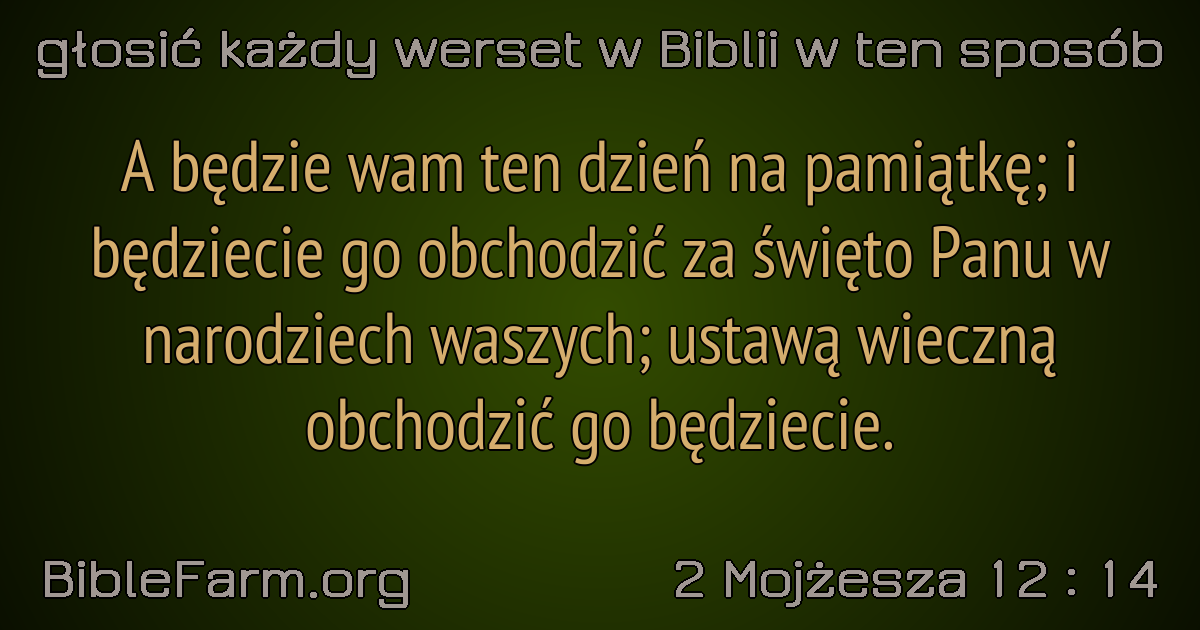 głosić każdy werset w Biblii w ten sposób
A będzie wam ten dzień na pamiątkę; i
będziecie go obchodzić za święto Panu w
narodziech waszych; ustawą wieczną
obchodzić go będziecie.
BibleFarm.org
2 Mojżesza 12 : 14